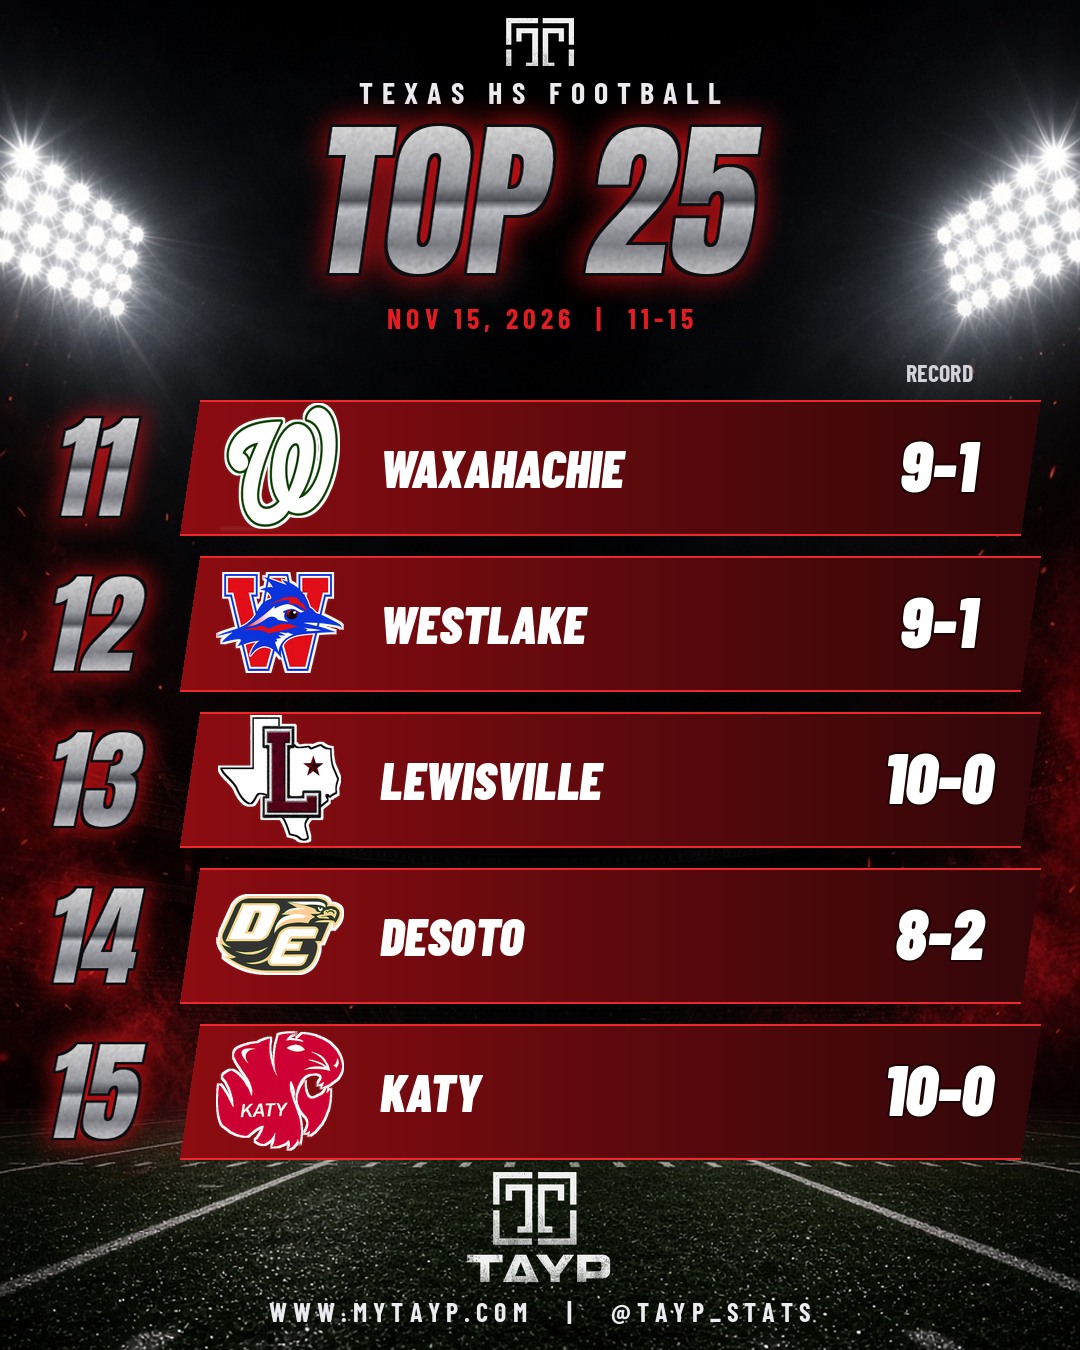 TEXAS HS FOOTBALL
TOP 25
NOV 15, 2026 | 11-15
RECORD
11 W WAXAHACHIE 9-1
12 W WESTLAKE 9-1
13 L LEWISVILLE 10-0
14 DE DESOTO 8-2
15 KATY KATY 10-0
TAYP
WWW.MYTAYP.COM | @TAYP_STATS